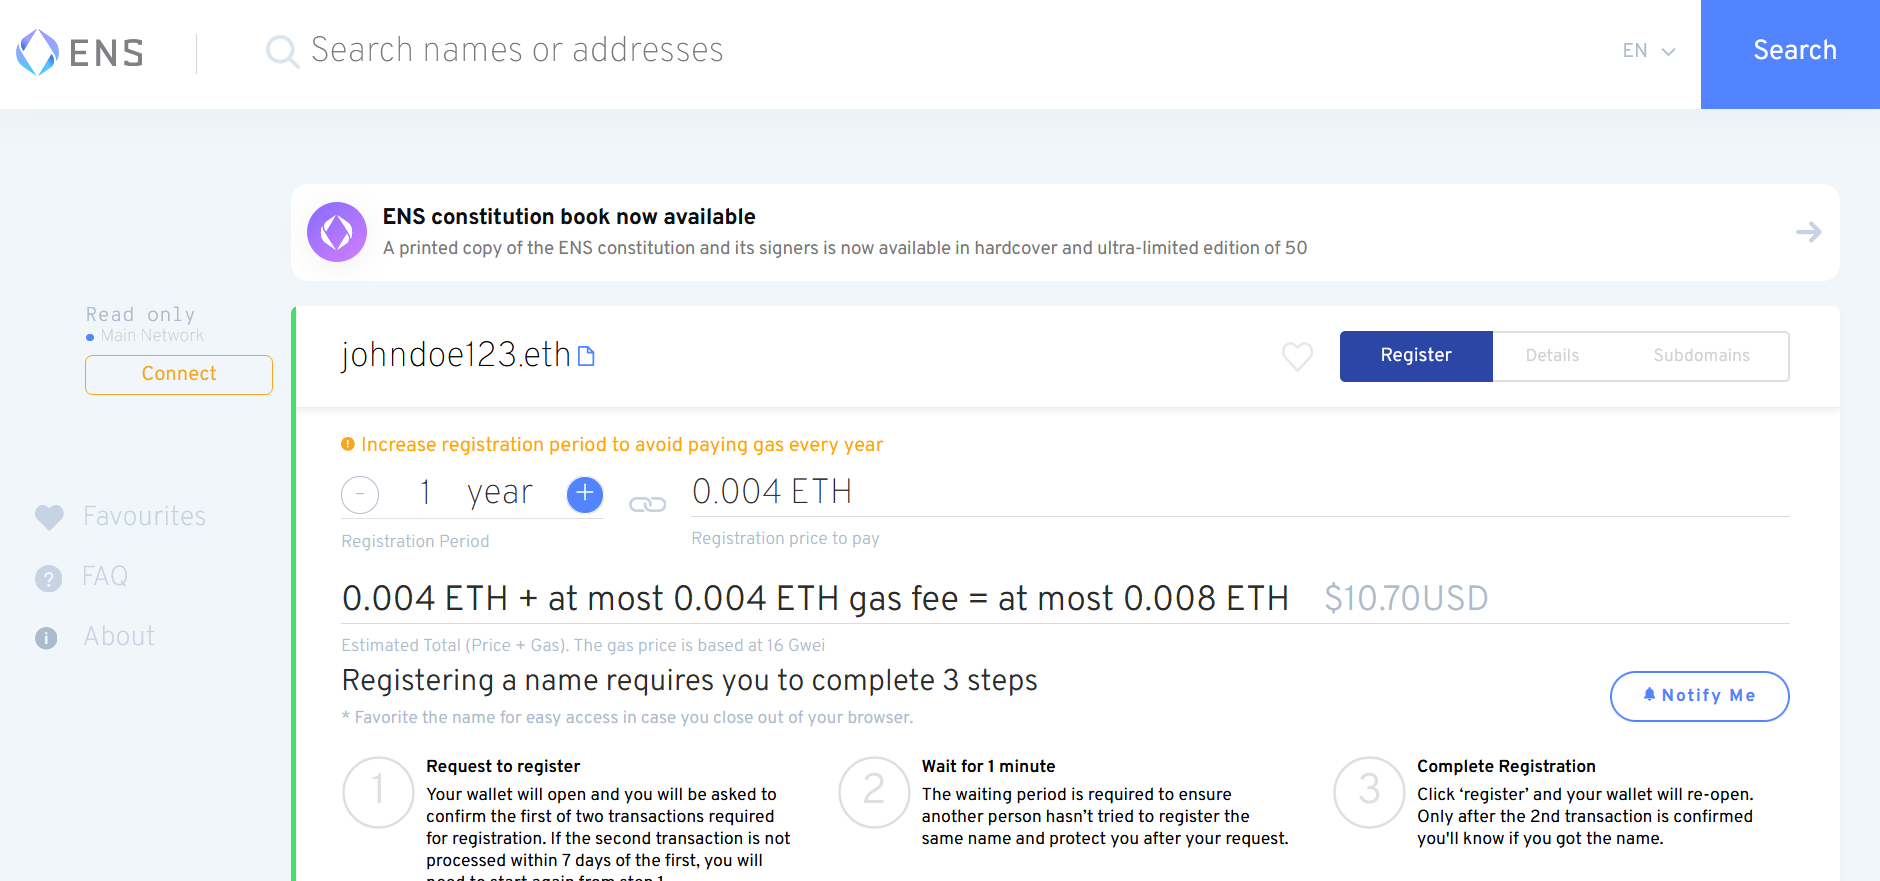 ENS
Search names or addresses
EN
Search
ENS constitution book now available
A printed copy of the ENS constitution and its signers is now available in hardcover and ultra-limited edition of 50
Read only
Main Network
Connect
Favourites
FAQ
About
johndoe123.eth
Register
Details
Subdomains
Increase registration period to avoid paying gas every year
1 year
0.004 ETH
Registration Period
Registration price to pay
0.004 ETH + at most 0.004 ETH gas fee = at most 0.008 ETH $10.70USD
Estimated Total (Price + Gas). The gas price is based at 16 Gwei
Registering a name requires you to complete 3 steps
* Favorite the name for easy access in case you close out of your browser.
Notify Me
1
Request to register
Your wallet will open and you will be asked to
confirm the first of two transactions required
for registration. If the second transaction is not
processed within 7 days of the first, you will
need to start again from step 1.
2
Wait for 1 minute
The waiting period is required to ensure
another person hasn’t tried to register the
same name and protect you after your request.
3
Complete Registration
Click ‘register’ and your wallet will re-open.
Only after the 2nd transaction is confirmed
you'll know if you got the name.